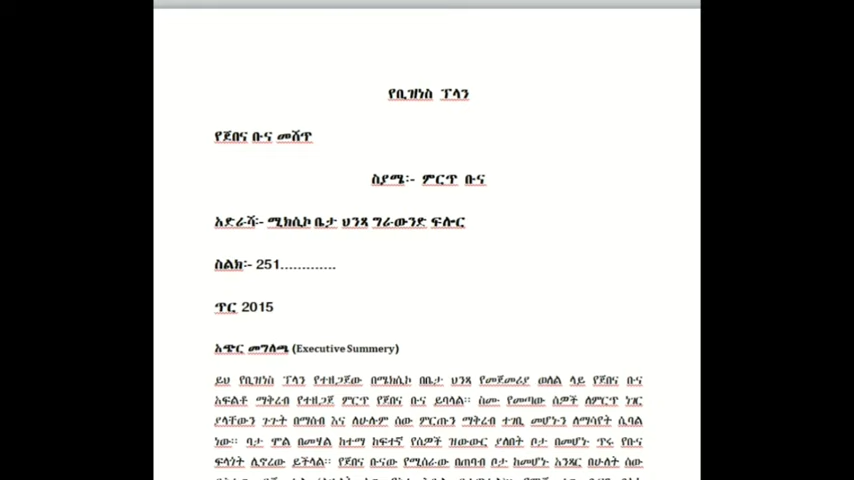 የቢዝነስ ፕላን
የጀበና ቡና መሸጥ
ስያሜ፡- ምርጥ ቡና
አድራሻ፡- ሚክሲኮ ቤታ ህንጻ ግራውንድ ፍሎር
ስልክ፡- 251.............
ጥር 2015
አጭር መግለጫ (Executive Summery)
ይህ የቢዝነስ ፕላን የተዘጋጀው በሜክሲኮ በቤታ ህንጻ የመጀመሪያ ወለል ላይ የጀበና ቡና
አፍልቶ ማቅረብ የተዘጋጀ ምርጥ የጀበና ቡና ይባላል። ስሙ የመጣው ሰዎች ለምርጥ ነገር
ያላቸውን ጉጉት በማሰብ እና ለሁሉም ሰው ምርጡን ማቅረብ ተገቢ መሆኑን ለማሳየት ሲባል
ነው። ቤታ ሞል በመሃል ከተማ ከፍተኛ የሰዎች ዝውውር ያለበት ቦታ በመሆኑ ጥሩ የቡና
ፍላጎት ሊኖረው ይችላል። የጀበና ቡናው የሚሰራው በጠባብ ቦታ ከመሆኑ አንጻር በሁለት ሰው